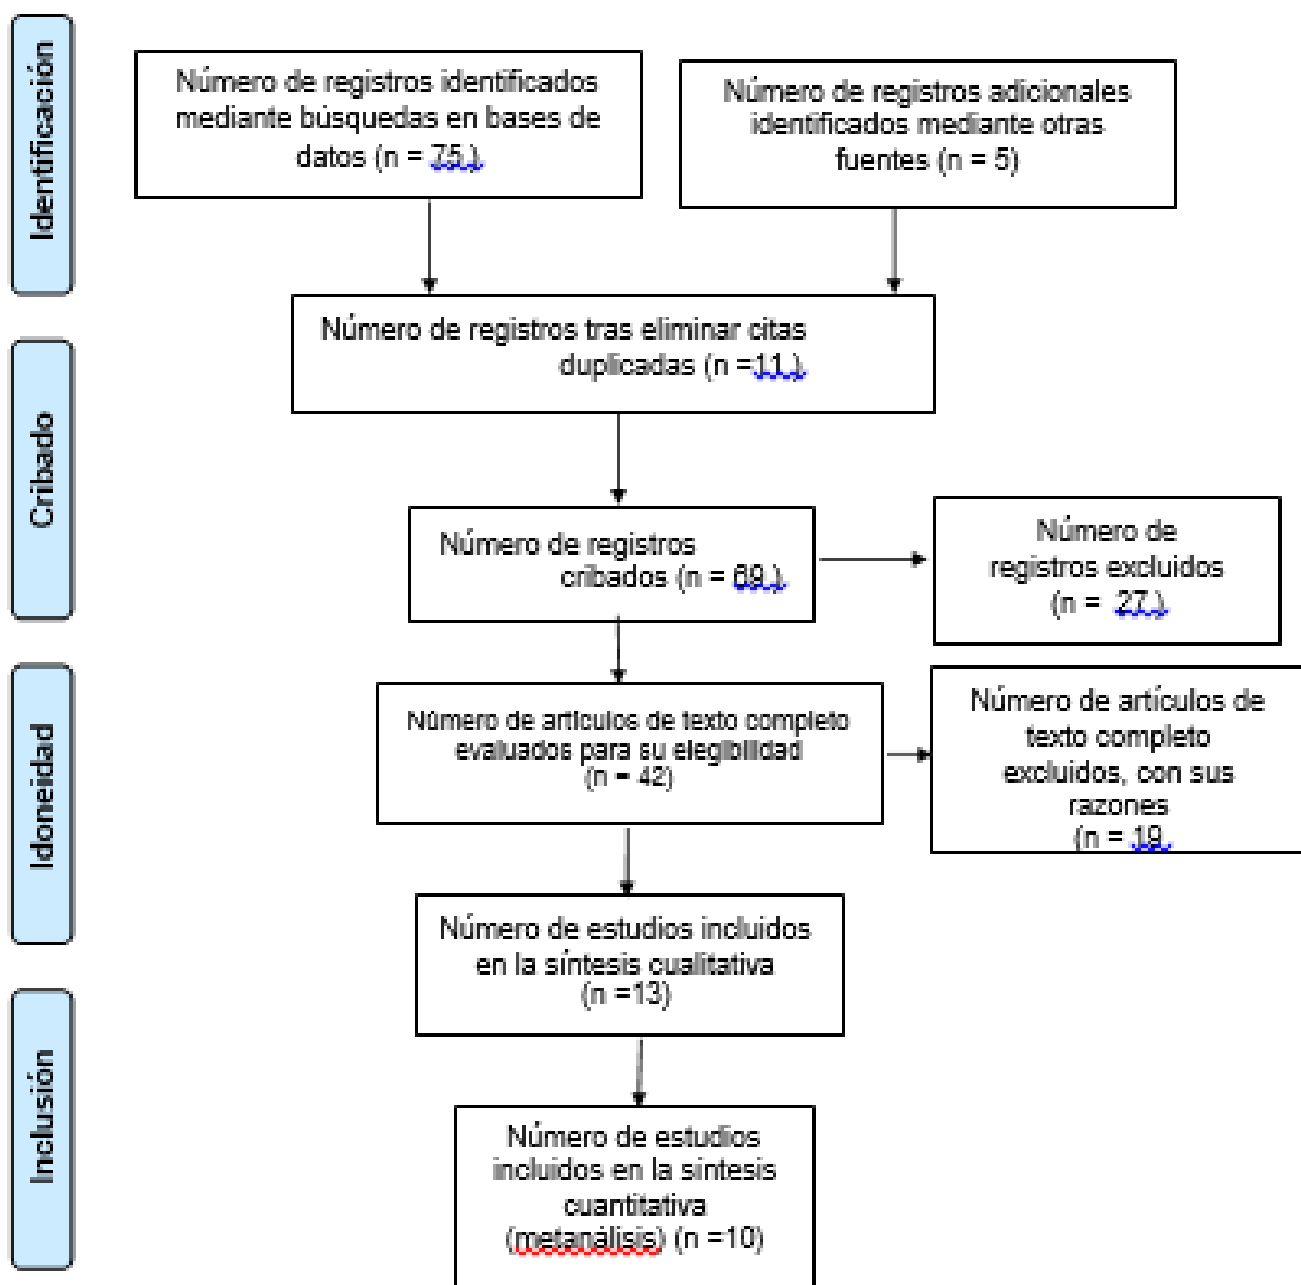 Identificación
Número de registros identificados
mediante búsquedas en bases de
datos (n = 75 )
Número de registros adicionales
identificados mediante otras
fuentes (n = 5)
Número de registros tras eliminar citas
duplicadas (n =11 )
Cribado
Número de registros
cribados (n = 69 )
Número de
registros excluidos
(n = 27 )
Idoneidad
Número de artículos de texto completo
evaluados para su elegibilidad
(n = 42)
Número de artículos de
texto completo
excluidos, con sus
razones
(n = 19
Número de estudios incluidos
en la síntesis cualitativa
(n =13)
Inclusión
Número de estudios
incluidos en la síntesis
cuantitativa
(metanálisis) (n =10)